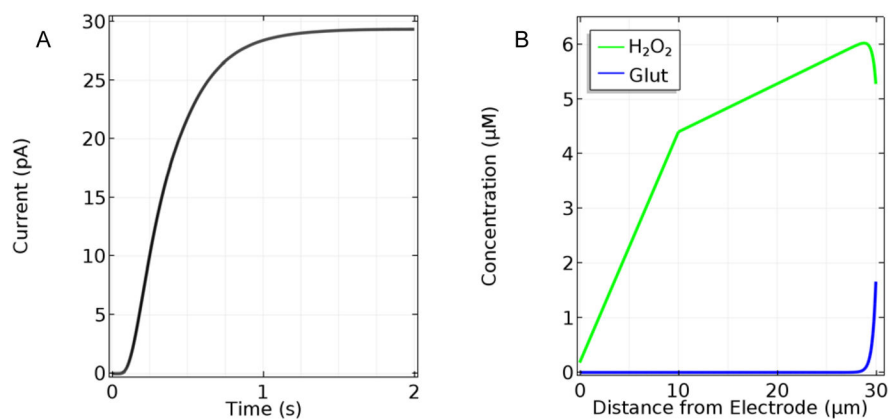 A
Current (pA)
30
25
20
15
10
5
0
0 1 2
Time (s)
B
Concentration (μM)
6
5
4
3
2
1
0
H₂O₂
Glut
0 10 20 30
Distance from Electrode (μm)